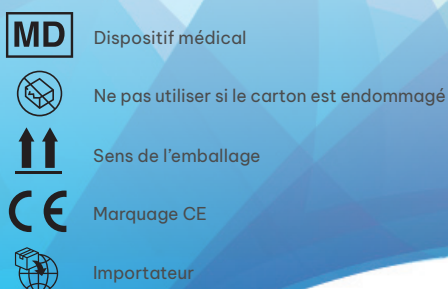 MD Dispositif médical
Ne pas utiliser si le carton est endommagé
Sens de l’emballage
CE Marquage CE
Importateur